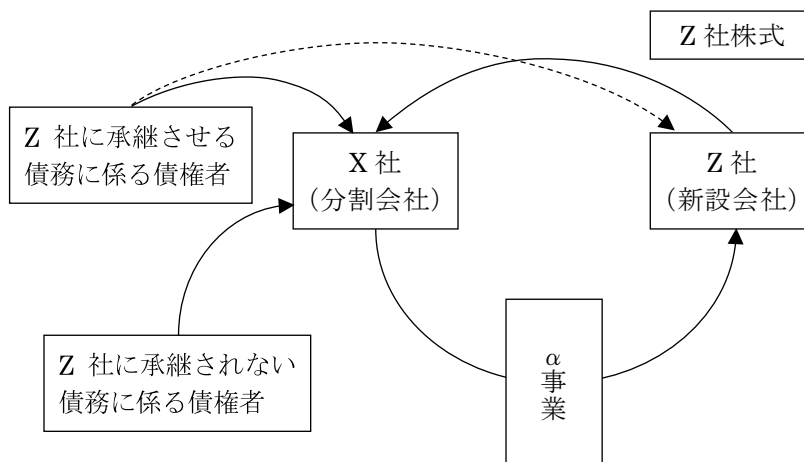 Z 社株式
Z 社に承継させる
債務に係る債権者
X 社
（分割会社）
Z 社
（新設会社）
Z 社に承継されない
債務に係る債権者
α事業